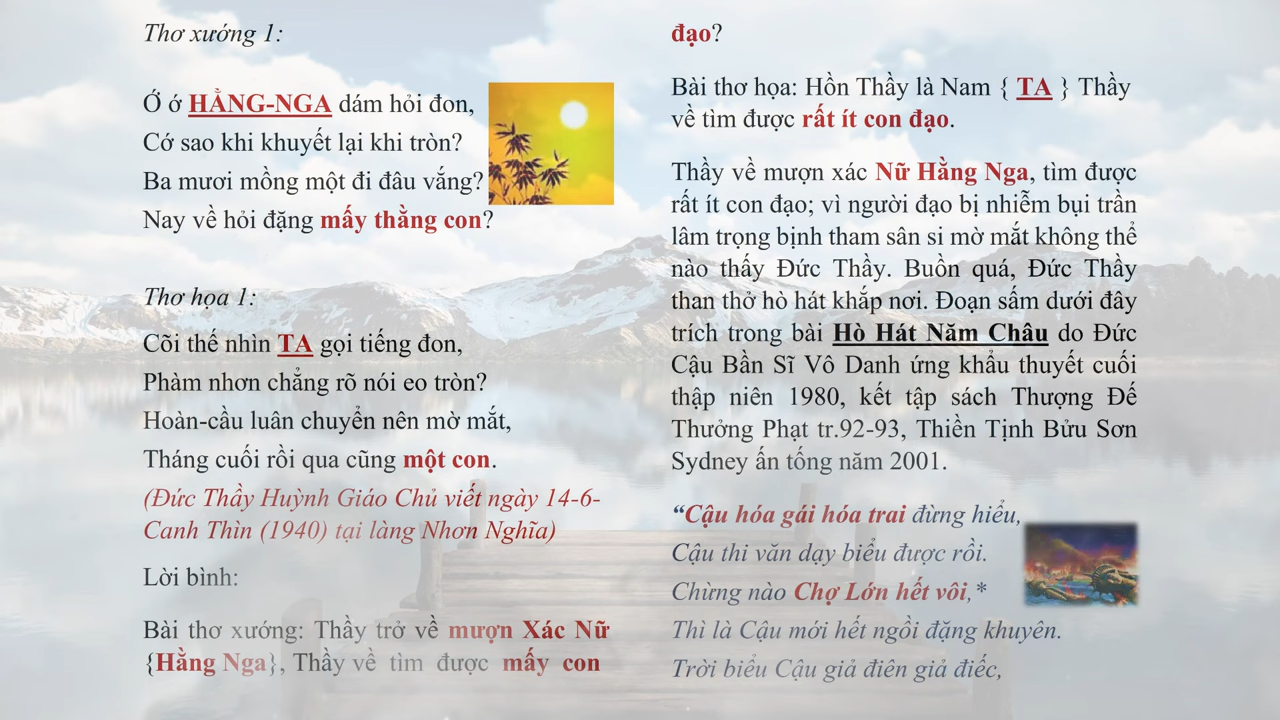 Thơ xướng 1:
Ớ ớ HẰNG-NGA dám hỏi đon,
Cớ sao khi khuyết lại khi tròn?
Ba mươi mồng một đi đâu vắng?
Nay về hỏi đặng mấy thằng con?
Thơ họa 1:
Cõi thế nhìn TA gọi tiếng đon,
Phàm nhơn chẳng rõ nói eo tròn?
Hoàn-cầu luân chuyển nên mờ mắt,
Tháng cuối rồi qua cũng một con.
(Đức Thầy Huỳnh Giáo Chủ viết ngày 14-6-
Canh Thìn (1940) tại làng Nhơn Nghĩa)
Lời bình:
Bài thơ xướng: Thầy trở về mượn Xác Nữ
{Hằng Nga}, Thầy về tìm được mấy con
đạo?
Bài thơ họa: Hồn Thầy là Nam { TA } Thầy
về tìm được rất ít con đạo.
Thầy về mượn xác Nữ Hằng Nga, tìm được
rất ít con đạo; vì người đạo bị nhiễm bụi trần
lâm trọng bịnh tham sân si mờ mắt không thể
nào thấy Đức Thầy. Buồn quá, Đức Thầy
than thở hò hát khắp nơi. Đoạn sấm dưới đây
trích trong bài Hò Hát Năm Châu do Đức
Cậu Bần Sĩ Vô Danh ứng khẩu thuyết cuối
thập niên 1980, kết tập sách Thượng Đế
Thưởng Phạt tr.92-93, Thiền Tịnh Bửu Sơn
Sydney ấn tống năm 2001.
“Cậu hóa gái hóa trai đừng hiểu,
Cậu thi văn dạy biểu được rồi.
Chừng nào Chợ Lớn hết vôi,*
Thì là Cậu mới hết ngồi đặng khuyên.
Trời biểu Cậu giả điên giả điếc,